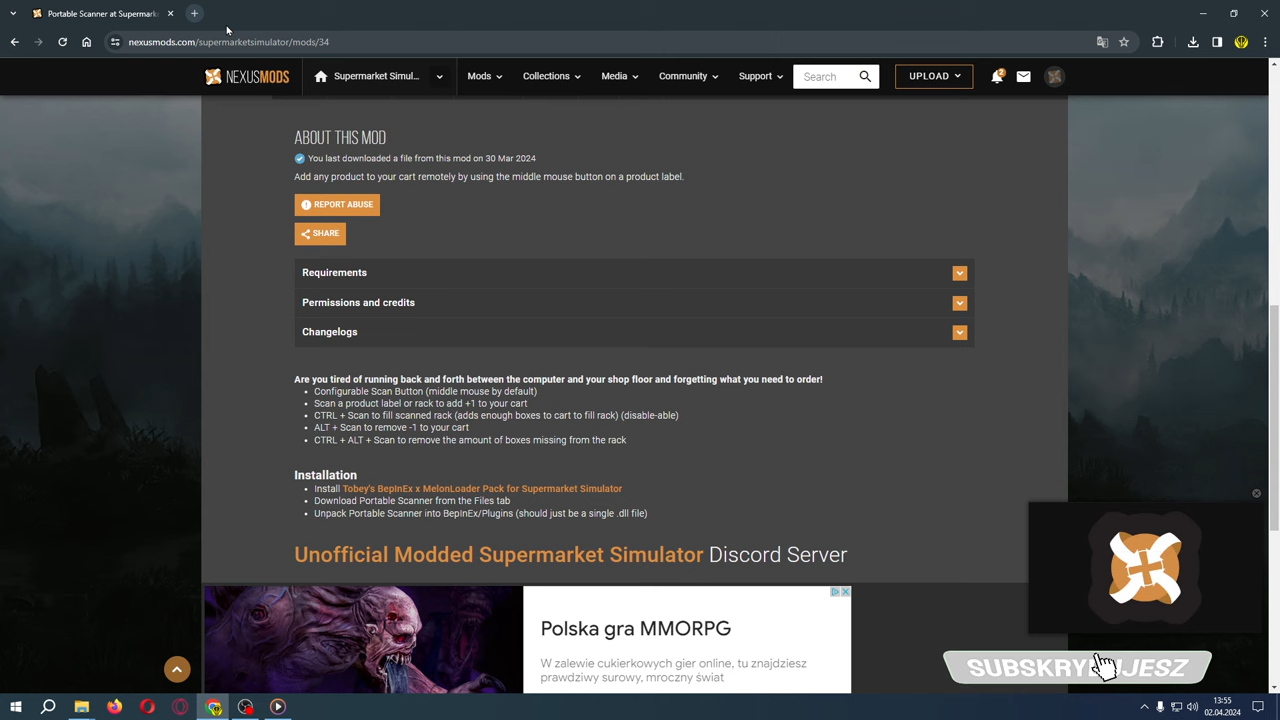 Portable Scanner at Supermark
nexusmods.com/supermarketsimulator/mods/34
NEXUSMODS
Supermarket Simul...
Mods
Collections
Media
Community
Support
Search
UPLOAD
2
ABOUT THIS MOD
You last downloaded a file from this mod on 30 Mar 2024
Add any product to your cart remotely by using the middle mouse button on a product label.
REPORT ABUSE
SHARE
Requirements
Permissions and credits
Changelogs
Are you tired of running back and forth between the computer and your shop floor and forgetting what you need to order!
• Configurable Scan Button (middle mouse by default)
• Scan a product label or rack to add +1 to your cart
• CTRL + Scan to fill scanned rack (adds enough boxes to cart to fill rack) (disable-able)
• ALT + Scan to remove -1 to your cart
• CTRL + ALT + Scan to remove the amount of boxes missing from the rack
Installation
• Install Tobey's BepInEx x MelonLoader Pack for Supermarket Simulator
• Download Portable Scanner from the Files tab
• Unpack Portable Scanner into BepInEx/Plugins (should just be a single .dll file)
Unofficial Modded Supermarket Simulator Discord Server
Polska gra MMORPG
W zalewie cukierkowych gier online, tu znajdziesz
prawdziwy surowy, mroczny świat
13:55
02.04.2024